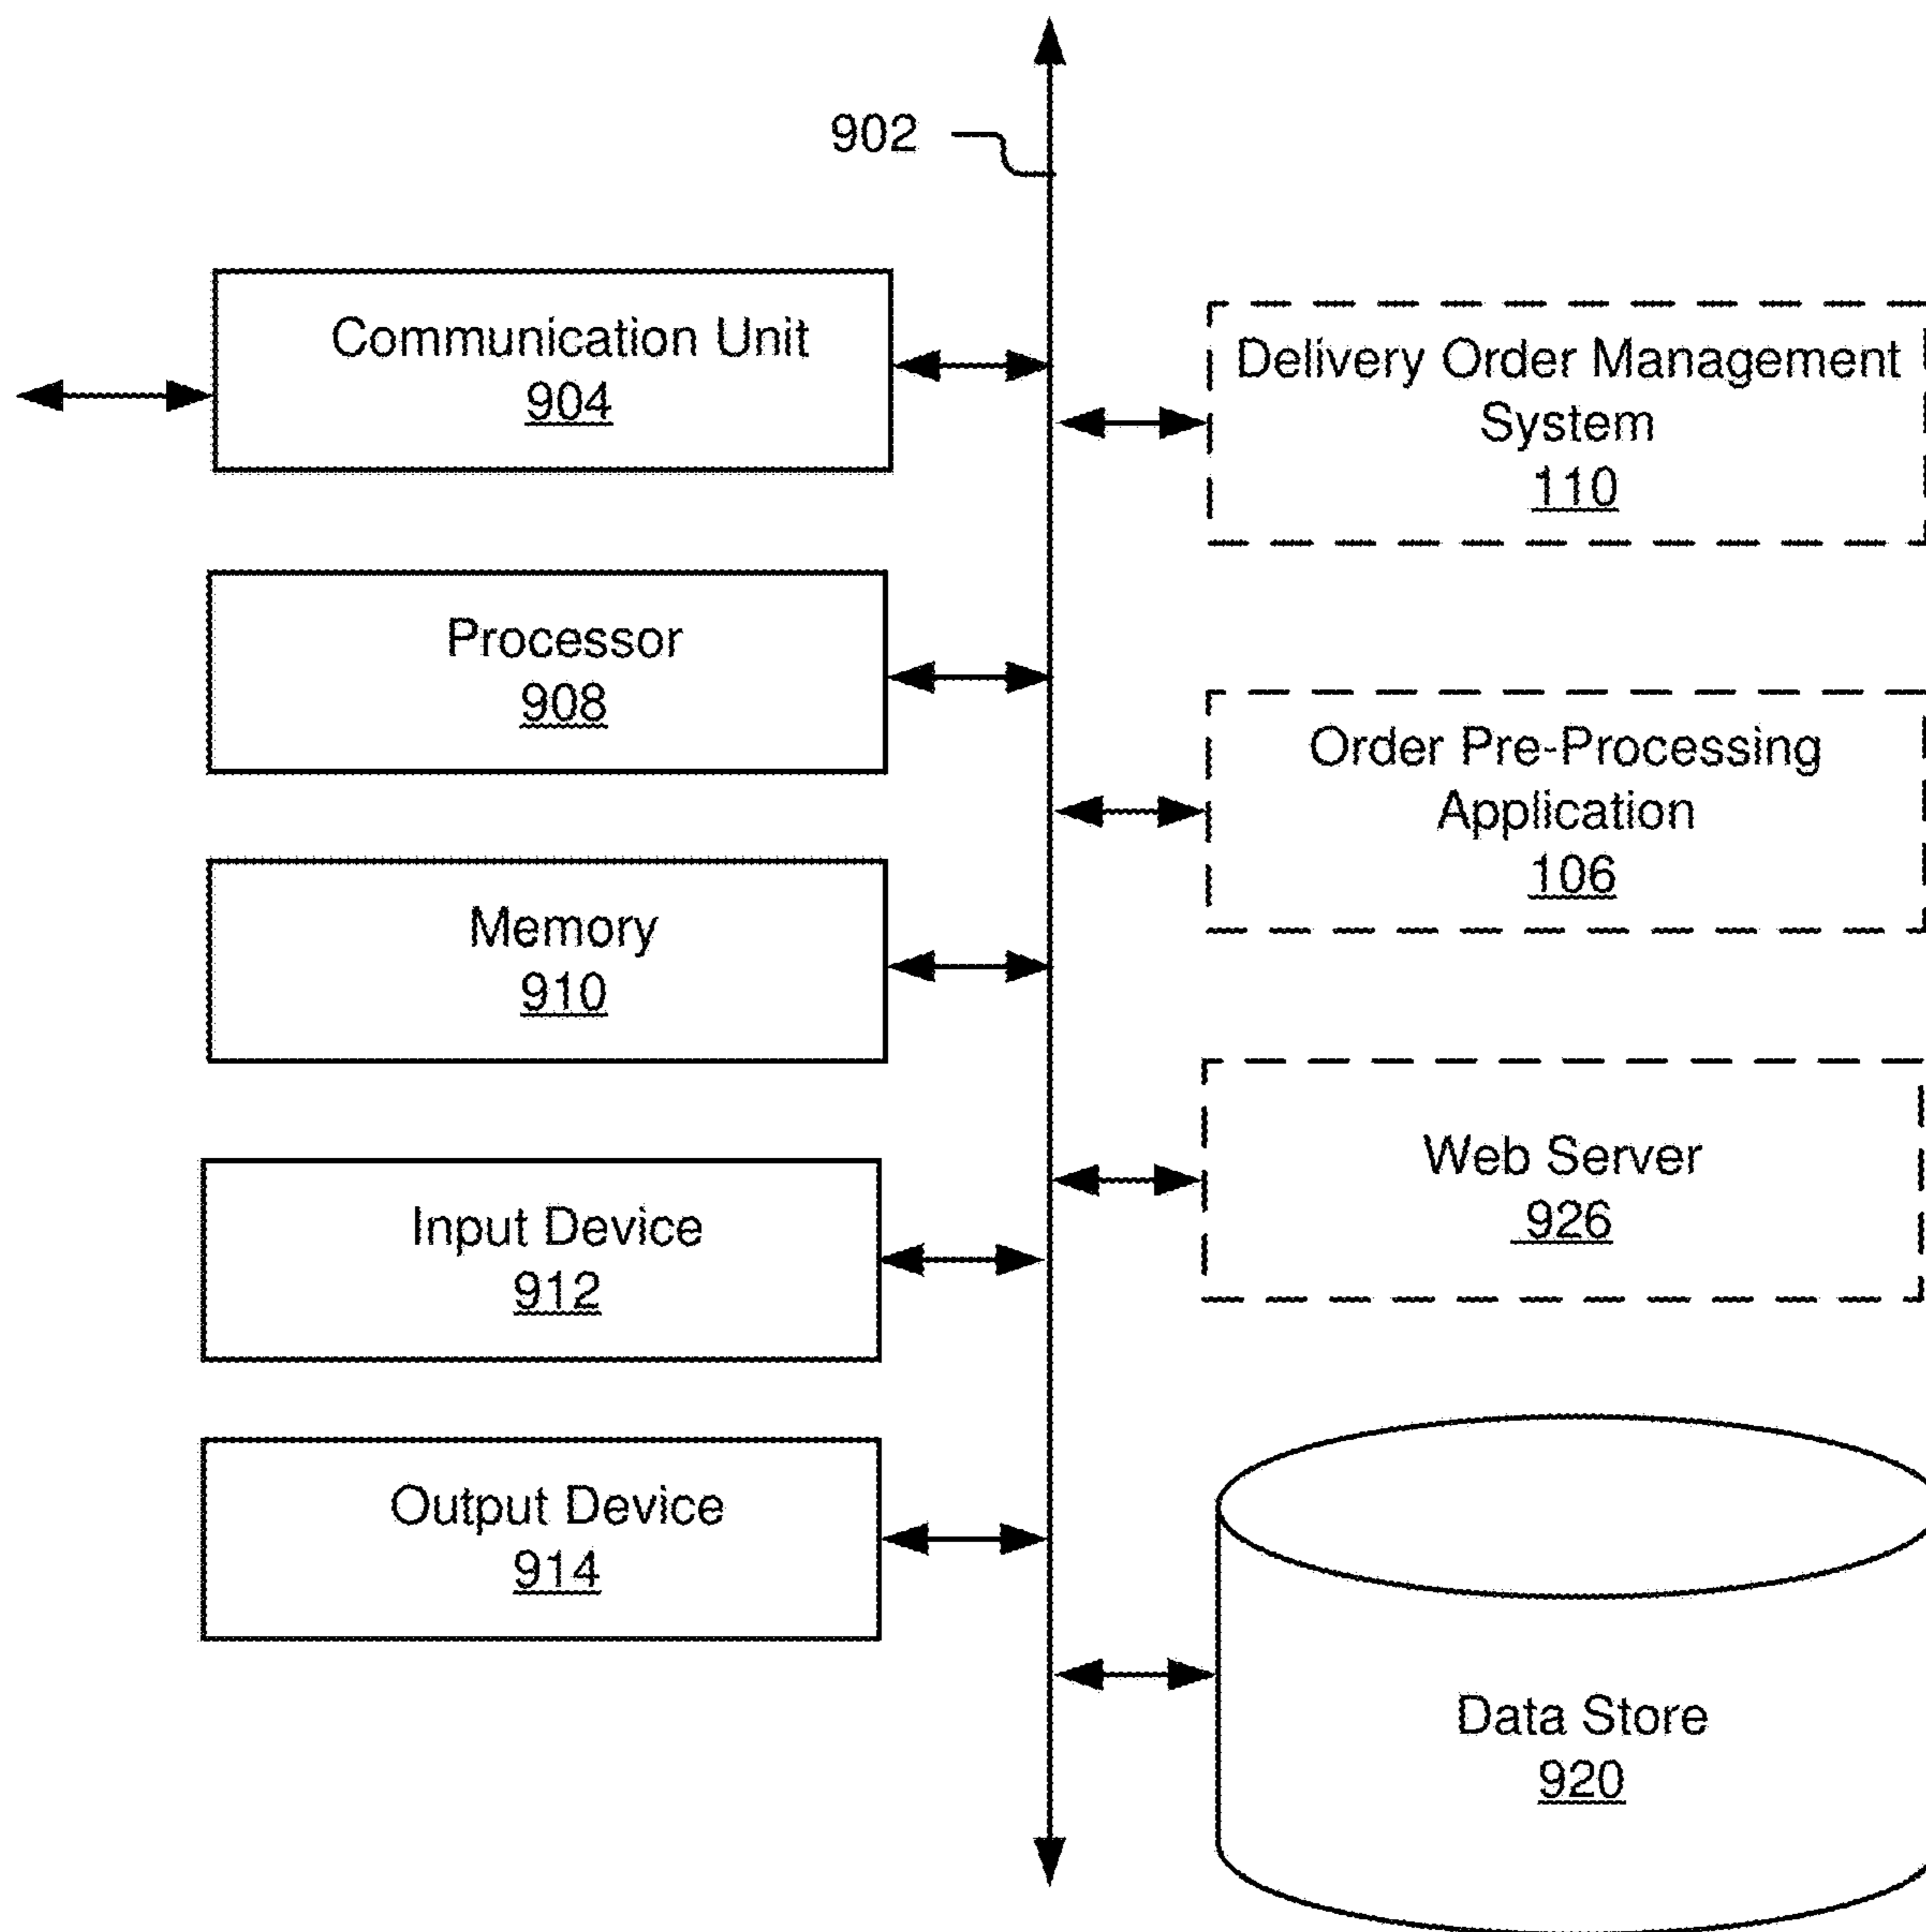 902
Communication Unit
904
Delivery Order Management
System
110
Processor
908
Order Pre-Processing
Application
106
Memory
910
Web Server
926
Input Device
912
Output Device
914
Data Store
920